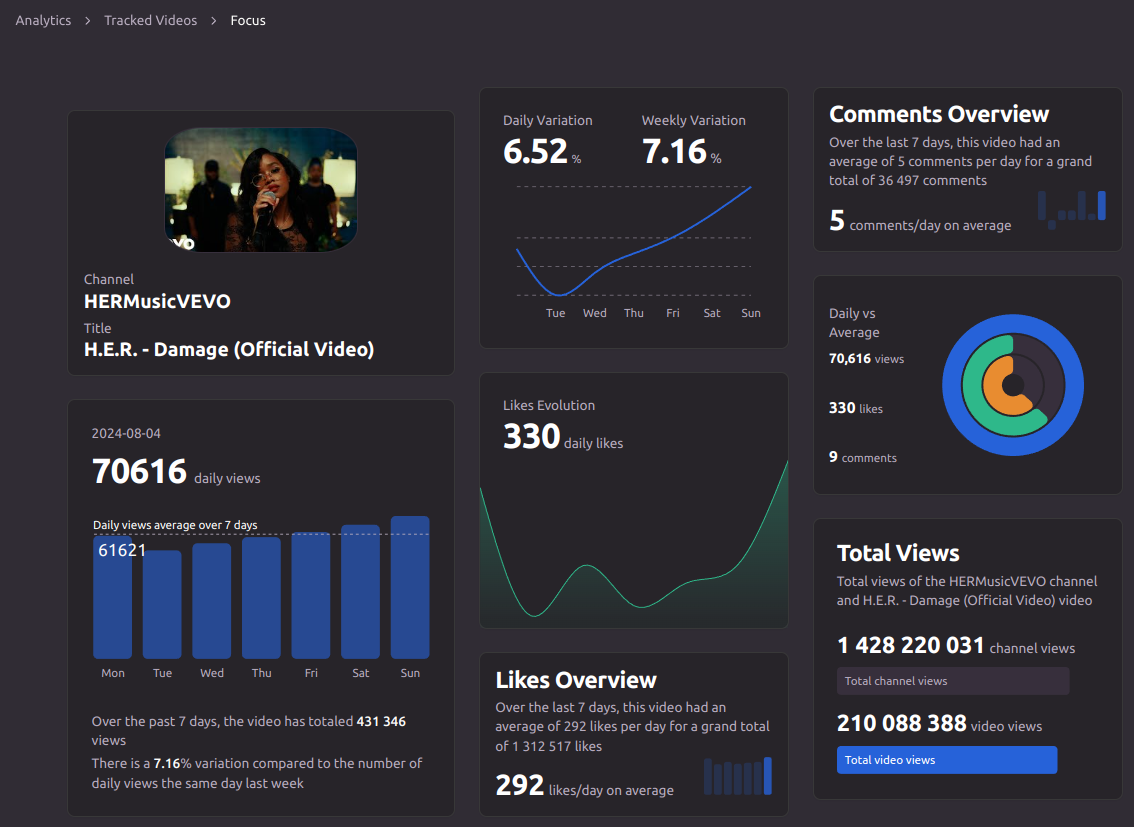 Analytics > Tracked Videos > Focus
VO
Channel
HERMusicVEVO
Title
H.E.R. - Damage (Official Video)
2024-08-04
70616 daily views
Daily views average over 7 days
61621
Mon Tue Wed Thu Fri Sat Sun
Over the past 7 days, the video has totaled 431 346
views
There is a 7.16% variation compared to the number of
daily views the same day last week
Daily Variation
6.52 %
Weekly Variation
7.16 %
Tue Wed Thu Fri Sat Sun
Likes Evolution
330 daily likes
Likes Overview
Over the last 7 days, this video had an
average of 292 likes per day for a grand total
of 1 312 517 likes
292 likes/day on average
Comments Overview
Over the last 7 days, this video had an
average of 5 comments per day for a grand
total of 36 497 comments
5 comments/day on average
Daily vs
Average
70,616 views
330 likes
9 comments
Total Views
Total views of the HERMusicVEVO channel
and H.E.R. - Damage (Official Video) video
1 428 220 031 channel views
Total channel views
210 088 388 video views
Total video views